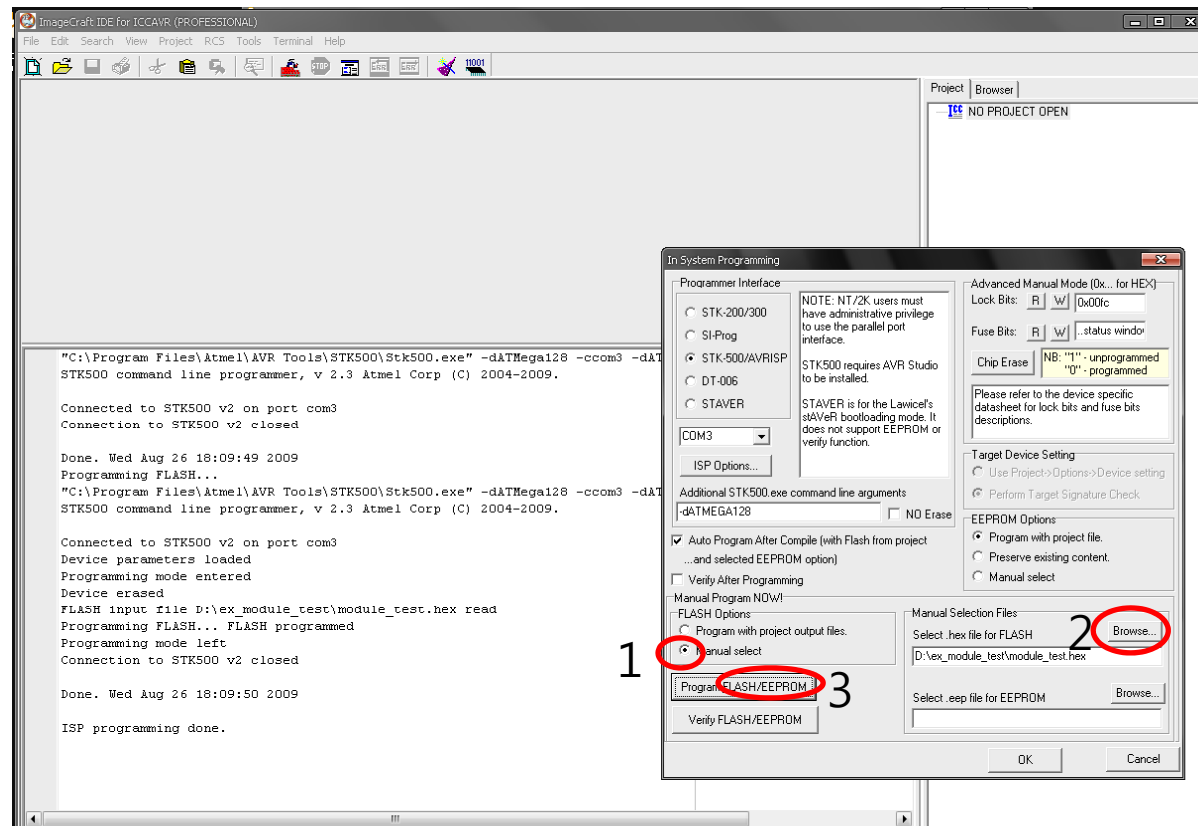 ImageCraft IDE for ICCAVR (PROFESSIONAL)
File Edit Search View Project RCS Tools Terminal Help
STOP
ERR
ERR
11001
Project Browser
Icc NO PROJECT OPEN
"C:\Program Files\Atmel\AVR Tools\STK500\Stk500.exe" -dATMega128 -ccom3 -dAT
STK500 command line programmer, v 2.3 Atmel Corp (C) 2004-2009.
Connected to STK500 v2 on port com3
Connection to STK500 v2 closed
Done. Wed Aug 26 18:09:49 2009
Programming FLASH...
"C:\Program Files\Atmel\AVR Tools\STK500\Stk500.exe" -dATMega128 -ccom3 -dAT
STK500 command line programmer, v 2.3 Atmel Corp (C) 2004-2009.
Connected to STK500 v2 on port com3
Device parameters loaded
Programming mode entered
Device erased
FLASH input file D:\ex_module_test\module_test.hex read
Programming FLASH... FLASH programmed
Programming mode left
Connection to STK500 v2 closed
Done. Wed Aug 26 18:09:50 2009
ISP programming done.
In System Programming
Programmer Interface
STK-200/300
SI-Prog
STK-500/AVRISP
DT-006
STAVER
COM3
ISP Options...
NOTE: NT/2K users must
have administrative privilege
to use the parallel port
interface.
STK500 requires AVR Studio
to be installed.
STAVER is for the Lawicel's
stAVeR bootloading mode. It
does not support EEPROM or
verify function.
Additional STK500.exe command line arguments
-dATMEGA128
NO Erase
Auto Program After Compile (with Flash from project
...and selected EEPROM option)
Verify After Programming
Advanced Manual Mode (0x... for HEX)
Lock Bits: R W 0x00fc
Fuse Bits: R W ..status window
Chip Erase
NB: "1" - unprogrammed
"0" - programmed
Please refer to the device specific
datasheet for lock bits and fuse bits
descriptions.
Target Device Setting
Use Project->Options->Device setting
Perform Target Signature Check
EEPROM Options
Program with project file.
Preserve existing content.
Manual select
Manual Program NOW!
FLASH Options
Program with project output files.
1
Manual select
Program FLASH/EEPROM
3
Verify FLASH/EEPROM
Manual Selection Files
Select .hex file for FLASH
2
Browse...
D:\ex_module_test\module_test.hex
Select .eep file for EEPROM
Browse...
OK
Cancel